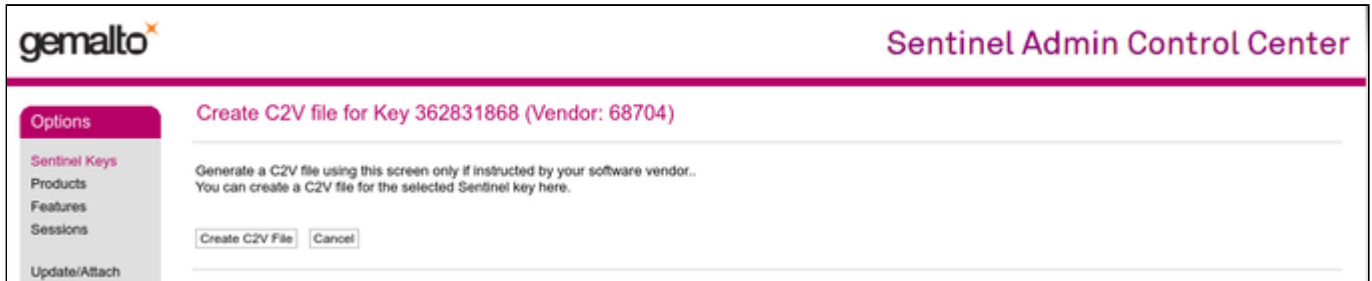 gemalto
Sentinel Admin Control Center
Options
Create C2V file for Key 362831868 (Vendor: 68704)
Sentinel Keys
Products
Features
Sessions
Update/Attach
Generate a C2V file using this screen only if instructed by your software vendor..
You can create a C2V file for the selected Sentinel key here.
Create C2V File
Cancel